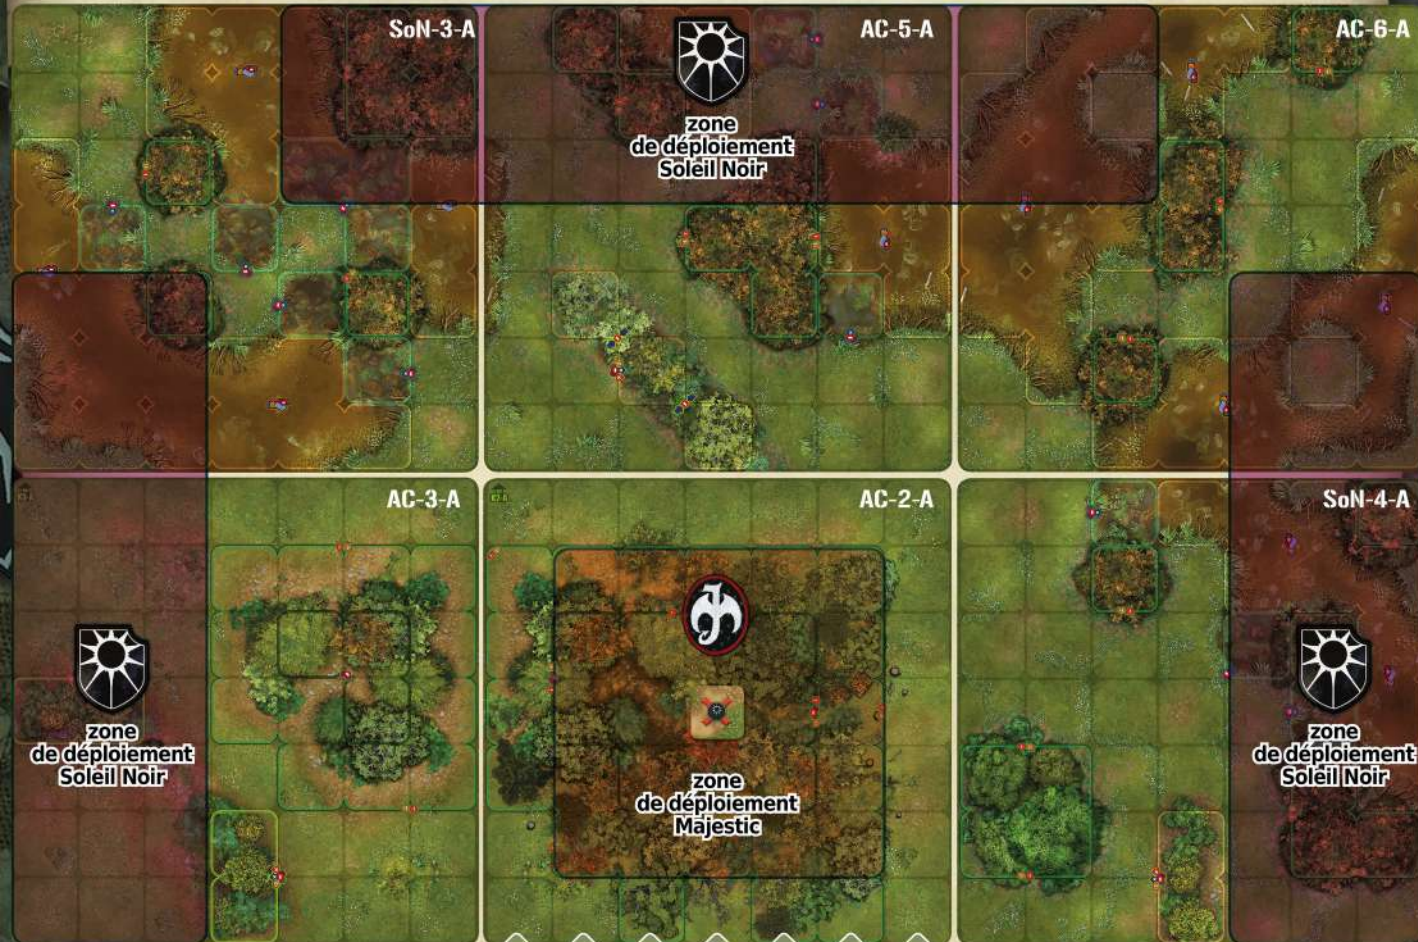 SoN-3-A
AC-5-A
AC-6-A
zone
de déploiement
Soleil Noir
AC-3-A
AC-2-A
SoN-4-A
zone
de déploiement
Soleil Noir
zone
de déploiement
Majestic
zone
de déploiement
Soleil Noir